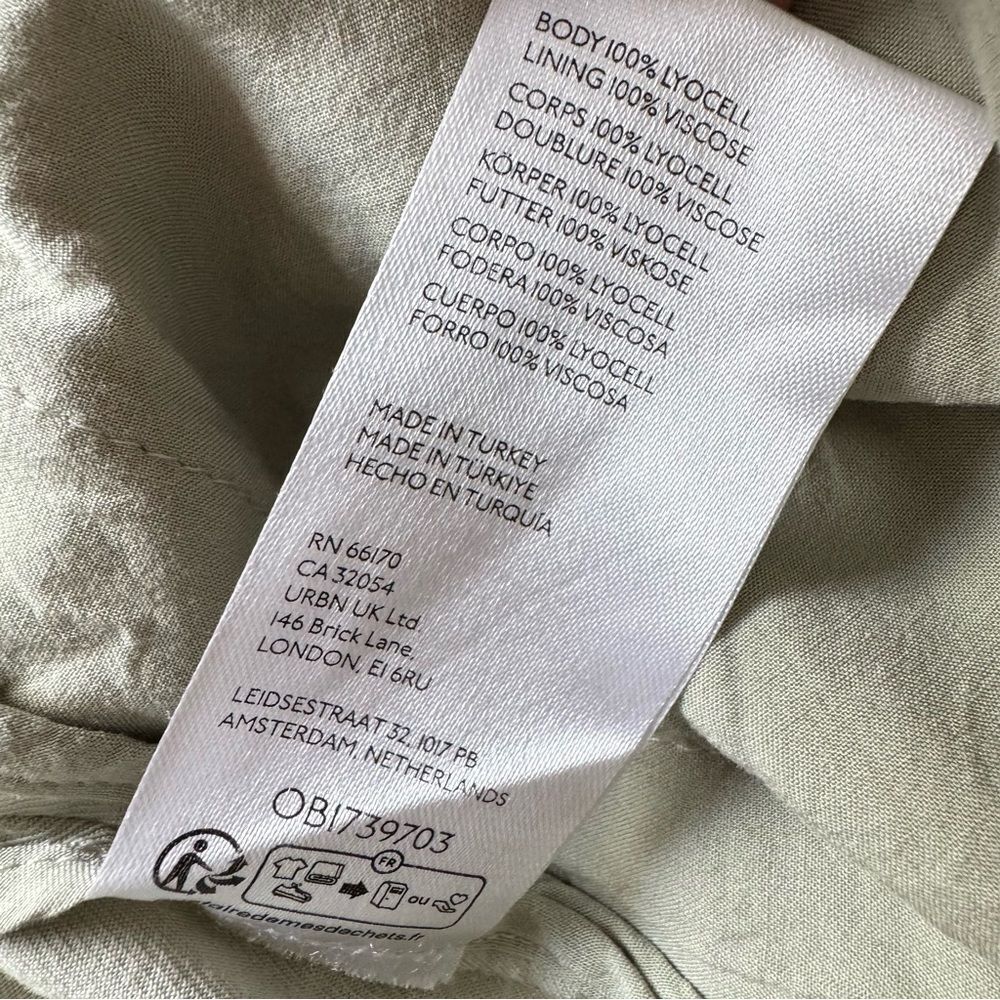 BODY 100% LYOCELL
LINING 100% VISCOSE
CORPS 100% LYOCELL
DOUBLURE 100% VISCOSE
KÖRPER 100% LYOCELL
FUTTER 100% VISKOSE
CORPO 100% LYOCELL
FODERA 100% VISCOSA
CUERPO 100% LYOCELL
FORRO 100% VISCOSA
MADE IN TURKEY
MADE IN TÜRKIYE
HECHO EN TURQUÍA
RN 66170
CA 32054
URBN UK Ltd.
146 Brick Lane,
LONDON, E1 6RU
LEIDSESTRAAT 32, 1017 PB
AMSTERDAM, NETHERLANDS
OB1739703
FR
OU
fairedemesdechets.fr